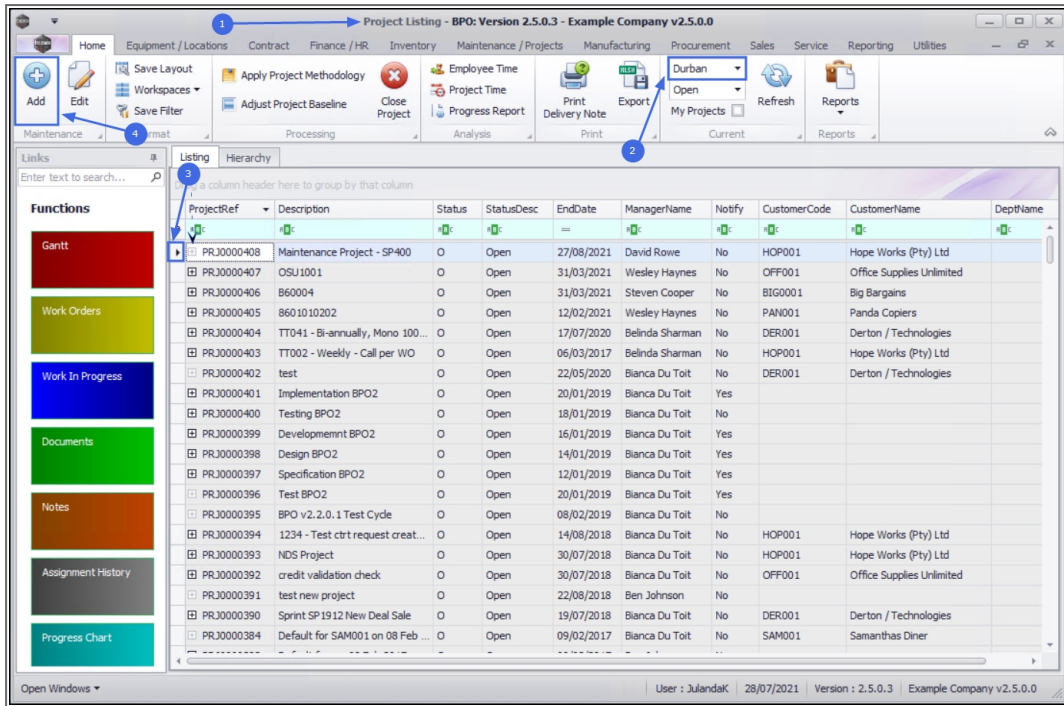 1
Project Listing - BPO: Version 2.5.0.3 - Example Company v2.5.0.0
Home Equipment / Locations Contract Finance / HR Inventory Maintenance / Projects Manufacturing Procurement Sales Service Reporting Utilities
Add
Edit
Save Layout
Workspaces
Save Filter
Apply Project Methodology
Adjust Project Baseline
Close Project
Employee Time
Project Time
Progress Report
Print Delivery Note
Export
Durban
Open
My Projects
Refresh
Reports
Maintenance 4 Format Processing Analysis Print 2 Current Reports
Links
Enter text to search...
Functions
Gantt
Work Orders
Work In Progress
Documents
Notes
Assignment History
Progress Chart
Listing Hierarchy
3
a column header here to group by that column
ProjectRef Description Status StatusDesc EndDate ManagerName Notify CustomerCode CustomerName DeptName
PRJ0000408 Maintenance Project - SP400 O Open 27/08/2021 David Rowe No HOP001 Hope Works (Pty) Ltd
PRJ0000407 OSU1001 O Open 31/03/2021 Wesley Haynes No OFF001 Office Supplies Unlimited
PRJ0000406 B60004 O Open 31/03/2021 Steven Cooper No BIG0001 Big Bargains
PRJ0000405 8601010202 O Open 12/02/2021 Wesley Haynes No PAN001 Panda Copiers
PRJ0000404 TT041 - Bi-annually, Mono 100... O Open 17/07/2020 Belinda Sharman No DER001 Derton / Technologies
PRJ0000403 TT002 - Weekly - Call per WO O Open 06/03/2017 Belinda Sharman No HOP001 Hope Works (Pty) Ltd
PRJ0000402 test O Open 22/05/2020 Bianca Du Toit No DER001 Derton / Technologies
PRJ0000401 Implementation BPO2 O Open 20/01/2019 Bianca Du Toit Yes
PRJ0000400 Testing BPO2 O Open 18/01/2019 Bianca Du Toit No
PRJ0000399 Developmemnt BPO2 O Open 16/01/2019 Bianca Du Toit Yes
PRJ0000398 Design BPO2 O Open 14/01/2019 Bianca Du Toit Yes
PRJ0000397 Specification BPO2 O Open 12/01/2019 Bianca Du Toit Yes
PRJ0000396 Test BPO2 O Open 20/01/2019 Bianca Du Toit Yes
PRJ0000395 BPO v2.2.0.1 Test Cycle O Open 08/02/2019 Bianca Du Toit No
PRJ0000394 1234 - Test ctrt request creat... O Open 14/08/2018 Bianca Du Toit No HOP001 Hope Works (Pty) Ltd
PRJ0000393 NDS Project O Open 30/07/2018 Bianca Du Toit No HOP001 Hope Works (Pty) Ltd
PRJ0000392 credit validation check O Open 30/07/2018 Bianca Du Toit No OFF001 Office Supplies Unlimited
PRJ0000391 test new project O Open 22/08/2018 Ben Johnson No
PRJ0000390 Sprint SP1912 New Deal Sale O Open 19/07/2018 Bianca Du Toit No DER001 Derton / Technologies
PRJ0000384 Default for SAM001 on 08 Feb ... O Open 09/02/2017 Bianca Du Toit No SAM001 Samanthas Diner
Open Windows User : JulandaK 28/07/2021 Version : 2.5.0.3 Example Company v2.5.0.0